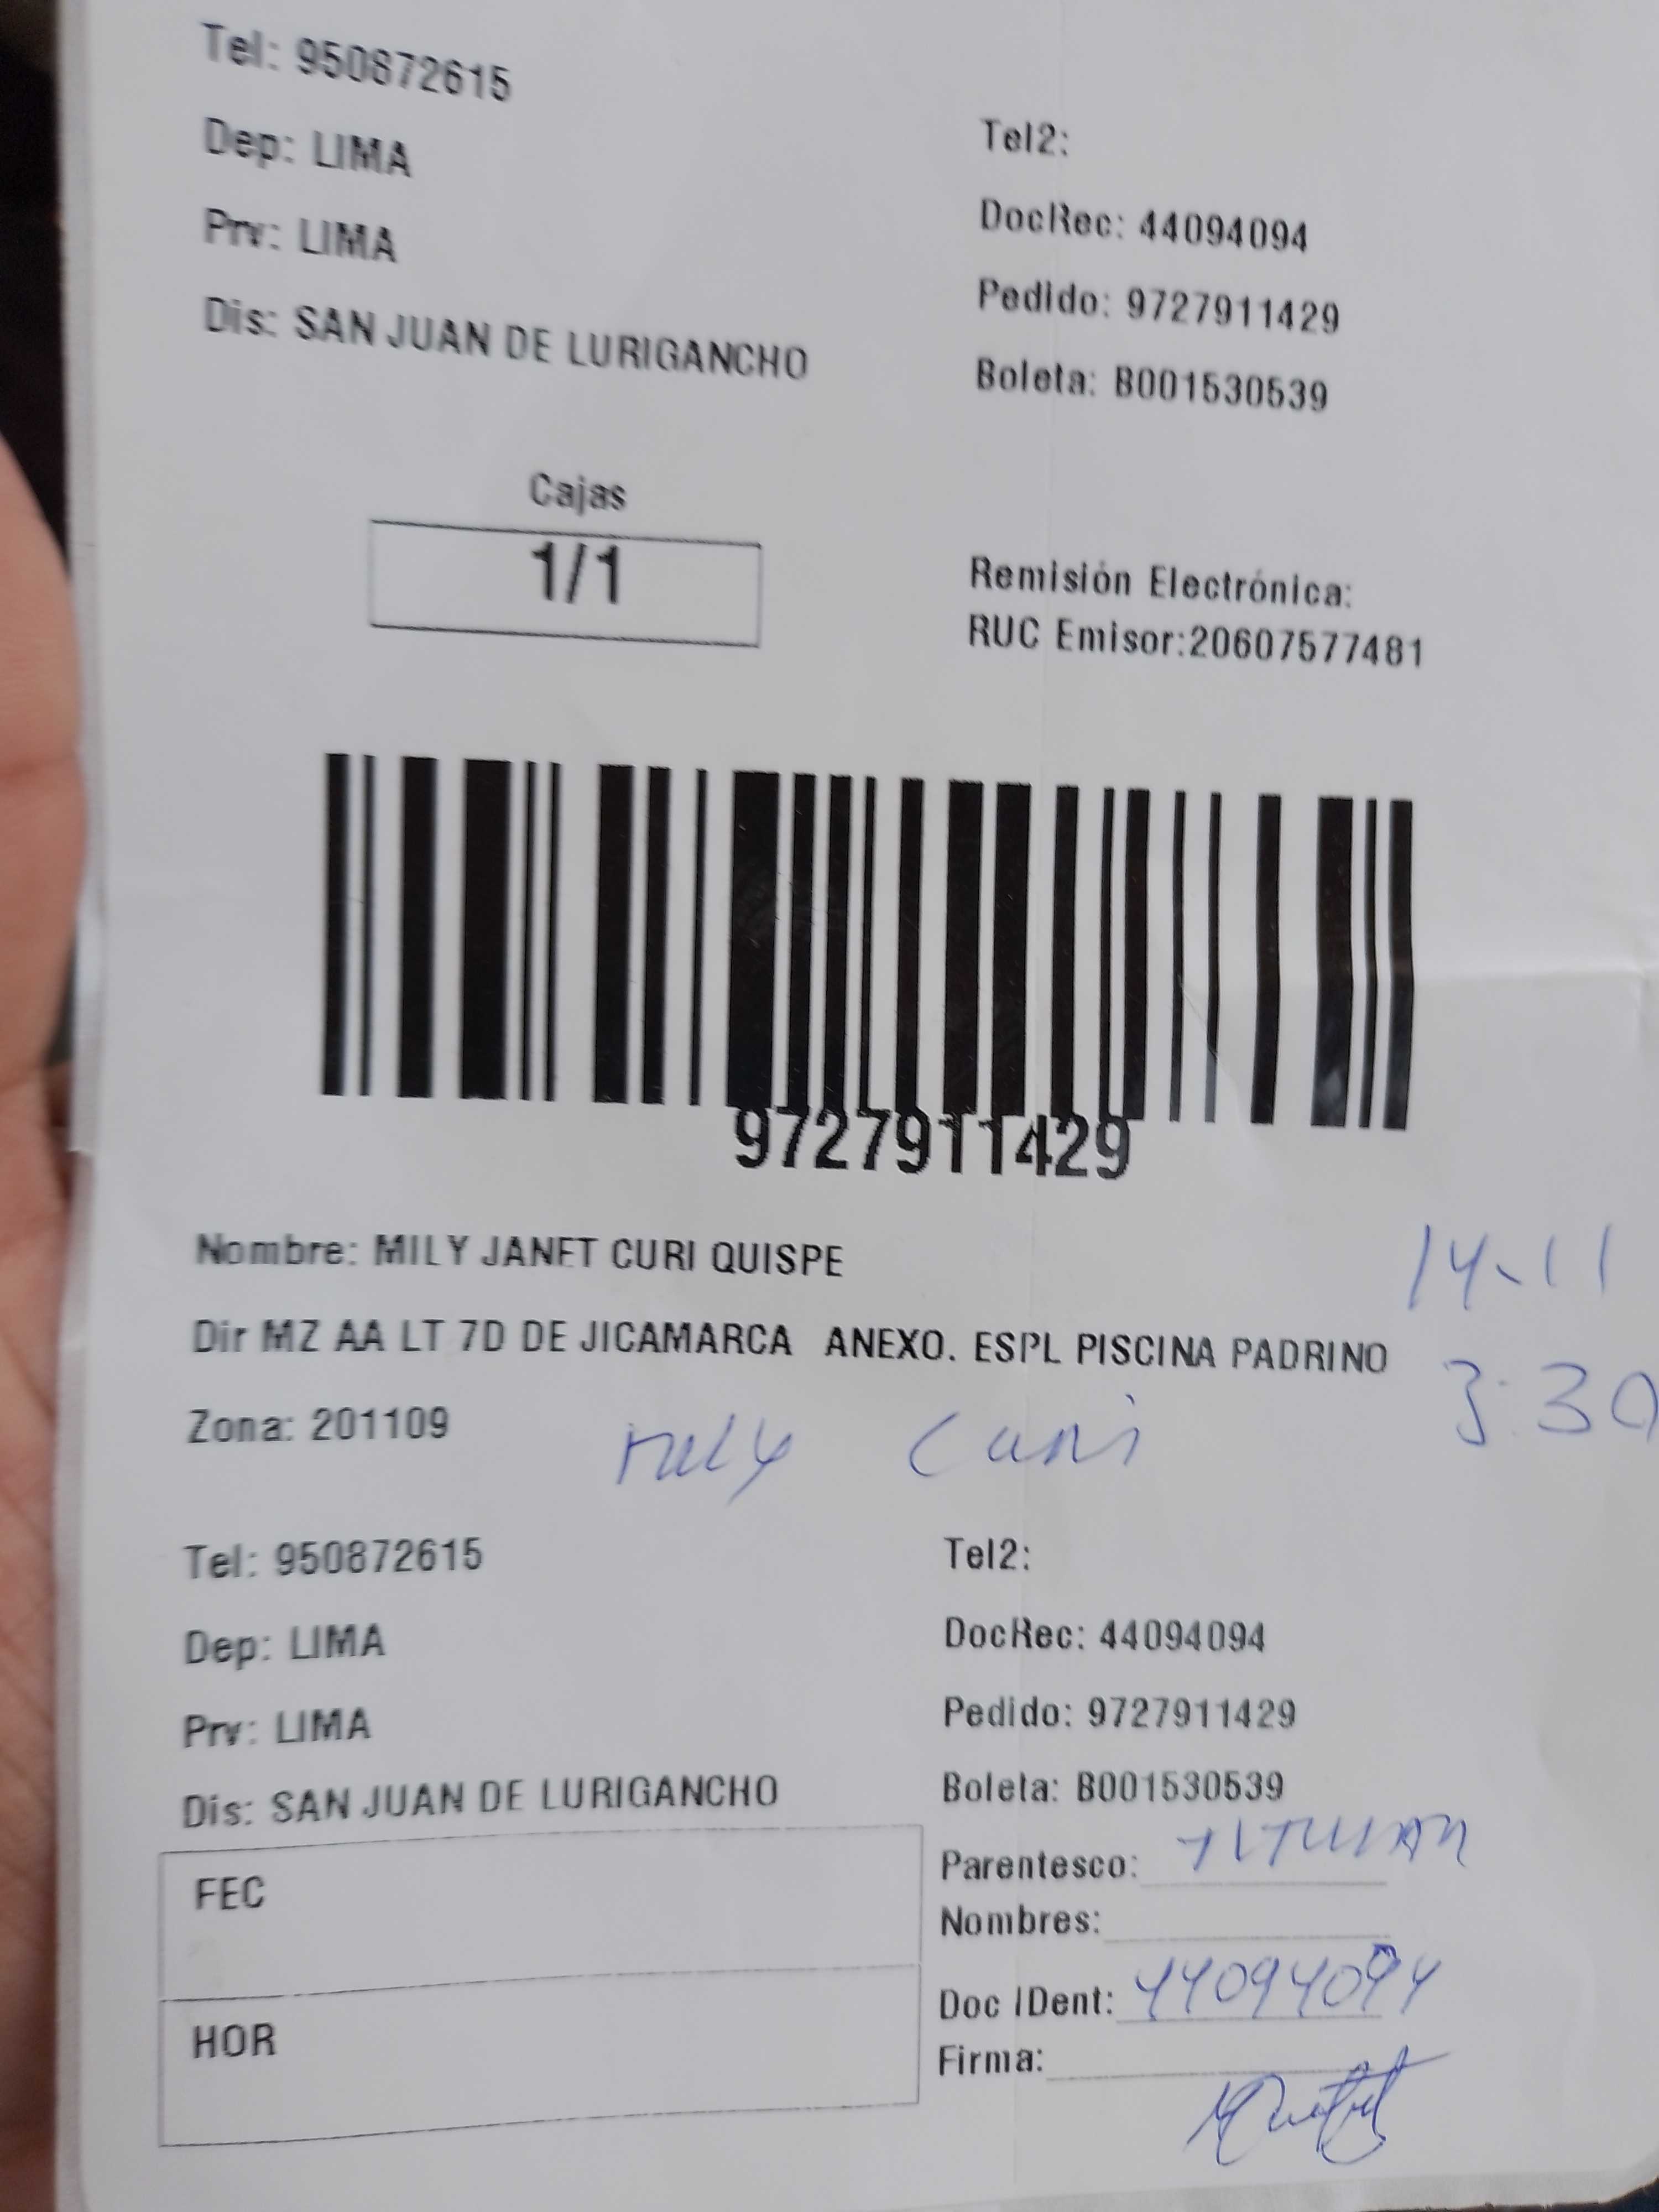 Tel: 950872615
Tel2:
Dep: LIMA
DocRec: 44094094
Prv: LIMA
Pedido: 9727911429
Dis: SAN JUAN DE LURIGANCHO
Boleta: B001530539
Cajas
1/1
Remisión Electrónica:
RUC Emisor:20607577481
9727911429
Nombre: MILY JANET CURI QUISPE
14-11
Dir MZ AA LT 7D DE JICAMARCA ANEXO. ESPL PISCINA PADRINO
3:30
Zona: 201109
Mily Curi
Tel: 950872615
Tel2:
Dep: LIMA
DocRec: 44094094
Prv: LIMA
Pedido: 9727911429
Dis: SAN JUAN DE LURIGANCHO
Boleta: B001530539
FEC
Parentesco: TITULAR
Nombres:
HOR
Doc IDent: 44094094
Firma: